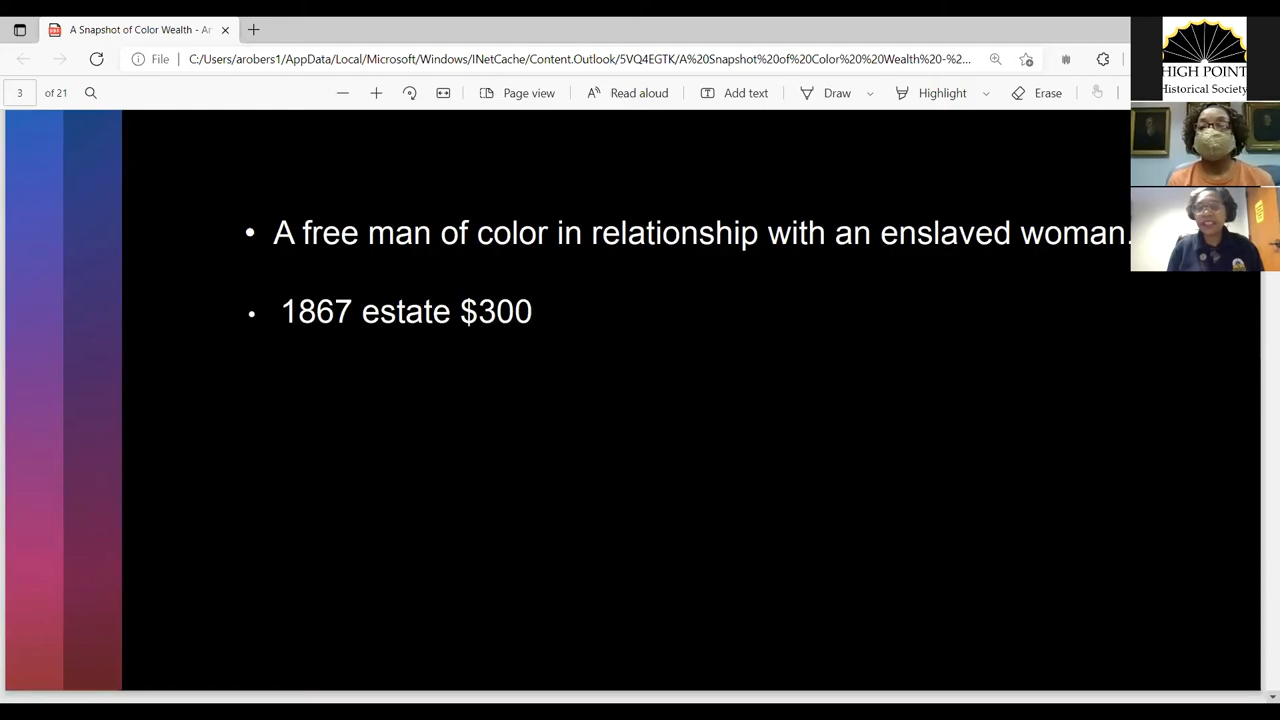 A Snapshot of Color Wealth - Ar
File
C:/Users/arobers1/AppData/Local/Microsoft/Windows/INetCache/Content.Outlook/5VQ4EGTK/A%20Snapshot%20of%20Color%20%20Wealth%20-%2...
3 of 21
Page view
Read aloud
Add text
Draw
Highlight
Erase
HIGH POINT
Historical Society
• A free man of color in relationship with an enslaved woman.
• 1867 estate $300